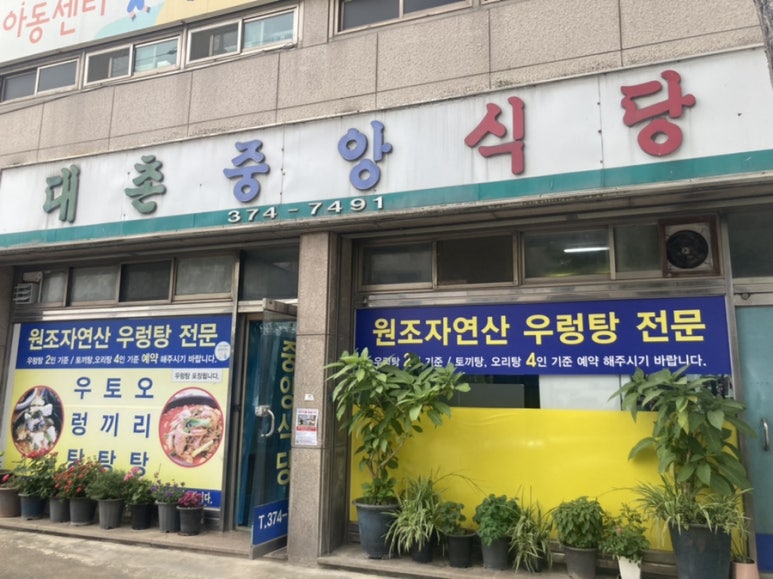 아동센터
대촌중앙식당
374-7491
원조자연산 우렁탕 전문
우렁탕 2인 기준 / 토끼탕,오리탕 4인 기준 예약 해주시기 바랍니다.
우렁탕 포장됩니다.
우렁탕
토끼탕
오리탕
중앙식당
T.374-
원조자연산 우렁탕 전문
우렁탕 기준 / 토끼탕, 오리탕 4인 기준 예약 해주시기 바랍니다.